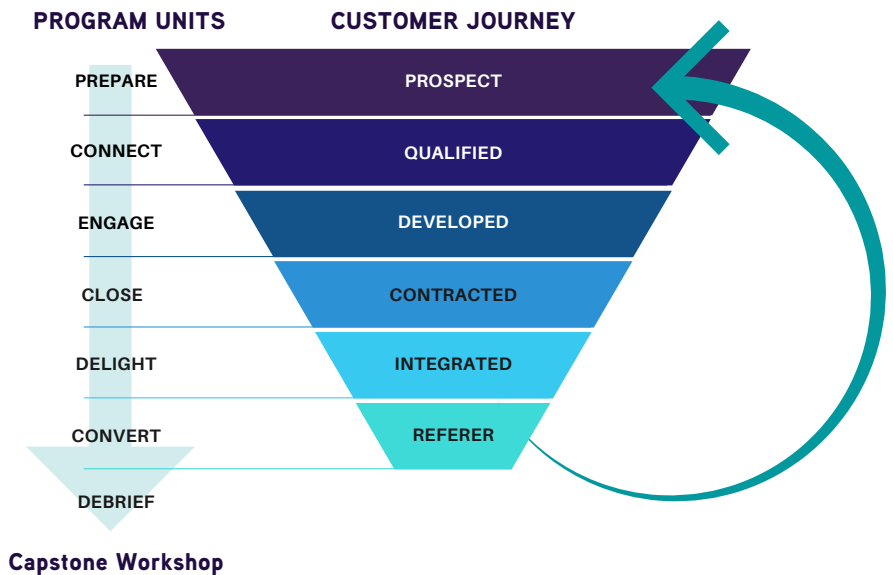 PROGRAM UNITS
CUSTOMER JOURNEY
PREPARE
PROSPECT
CONNECT
QUALIFIED
ENGAGE
DEVELOPED
CLOSE
CONTRACTED
DELIGHT
INTEGRATED
CONVERT
REFERER
DEBRIEF
Capstone Workshop